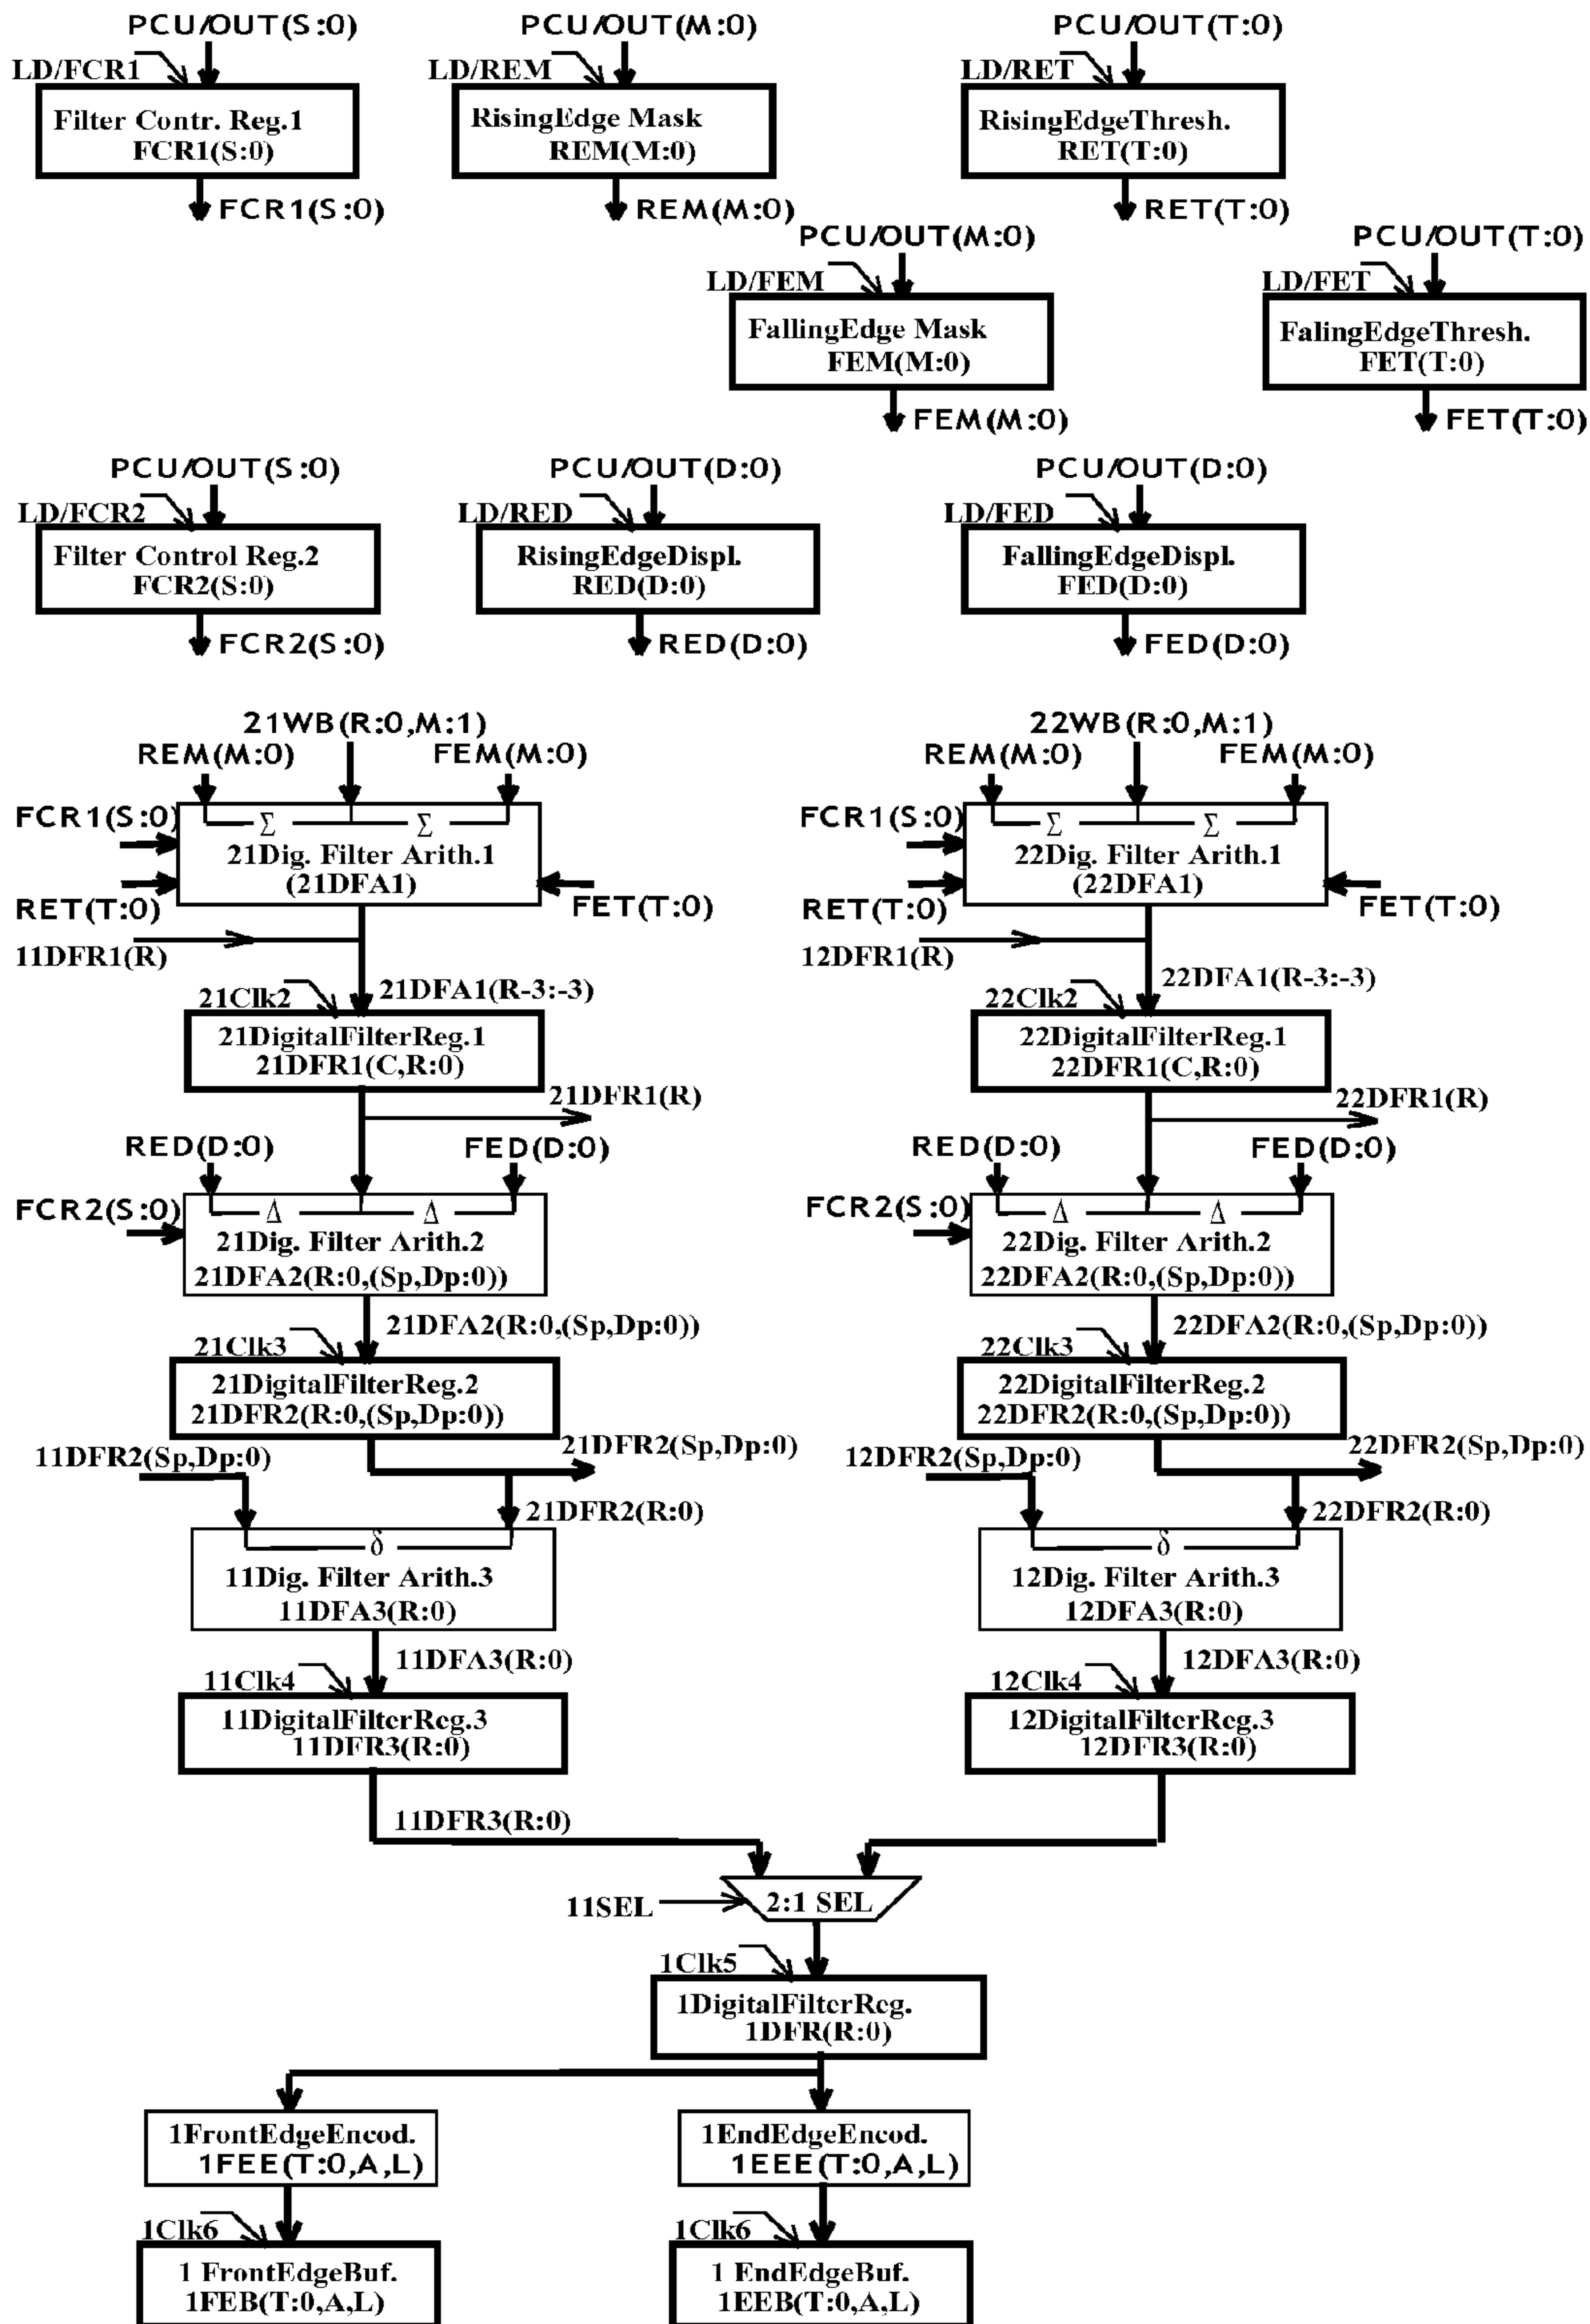 PCU/OUT(S:0)
PCU/OUT(M:0)
PCU/OUT(T:0)
LD/FCR1
LD/REM
LD/RET
Filter Contr. Reg.1
FCR1(S:0)
RisingEdge Mask
REM(M:0)
RisingEdgeThresh.
RET(T:0)
FCR1(S:0)
REM(M:0)
RET(T:0)
PCU/OUT(M:0)
PCU/OUT(T:0)
LD/FEM
LD/FET
FallingEdge Mask
FEM(M:0)
FalingEdgeThresh.
FET(T:0)
FEM(M:0)
FET(T:0)
PCU/OUT(S:0)
PCU/OUT(D:0)
PCU/OUT(D:0)
LD/FCR2
LD/RED
LD/FED
Filter Control Reg.2
FCR2(S:0)
RisingEdgeDispl.
RED(D:0)
FallingEdgeDispl.
FED(D:0)
FCR2(S:0)
RED(D:0)
FED(D:0)
21WB(R:0,M:1)
REM(M:0)
FEM(M:0)
FCR1(S:0)
Σ Σ
21Dig. Filter Arith.1
(21DFA1)
RET(T:0)
FET(T:0)
11DFR1(R)
21Clk2
21DFA1(R-3:-3)
21DigitalFilterReg.1
21DFR1(C,R:0)
21DFR1(R)
RED(D:0)
FED(D:0)
FCR2(S:0)
Δ Δ
21Dig. Filter Arith.2
21DFA2(R:0,(Sp,Dp:0))
21DFA2(R:0,(Sp,Dp:0))
21Clk3
21DigitalFilterReg.2
21DFR2(R:0,(Sp,Dp:0))
11DFR2(Sp,Dp:0)
21DFR2(Sp,Dp:0)
21DFR2(R:0)
δ
11Dig. Filter Arith.3
11DFA3(R:0)
11DFA3(R:0)
11Clk4
11DigitalFilterReg.3
11DFR3(R:0)
11DFR3(R:0)
22WB(R:0,M:1)
REM(M:0)
FEM(M:0)
FCR1(S:0)
Σ Σ
22Dig. Filter Arith.1
(22DFA1)
RET(T:0)
FET(T:0)
12DFR1(R)
22Clk2
22DFA1(R-3:-3)
22DigitalFilterReg.1
22DFR1(C,R:0)
22DFR1(R)
RED(D:0)
FED(D:0)
FCR2(S:0)
Δ Δ
22Dig. Filter Arith.2
22DFA2(R:0,(Sp,Dp:0))
22DFA2(R:0,(Sp,Dp:0))
22Clk3
22DigitalFilterReg.2
22DFR2(R:0,(Sp,Dp:0))
12DFR2(Sp,Dp:0)
22DFR2(Sp,Dp:0)
22DFR2(R:0)
δ
12Dig. Filter Arith.3
12DFA3(R:0)
12DFA3(R:0)
12Clk4
12DigitalFilterReg.3
12DFR3(R:0)
11SEL
2:1 SEL
1Clk5
1DigitalFilterReg.
1DFR(R:0)
1FrontEdgeEncod.
1FEE(T:0,A,L)
1EndEdgeEncod.
1EEE(T:0,A,L)
1Clk6
1Clk6
1 FrontEdgeBuf.
1FEB(T:0,A,L)
1 EndEdgeBuf.
1EEB(T:0,A,L)